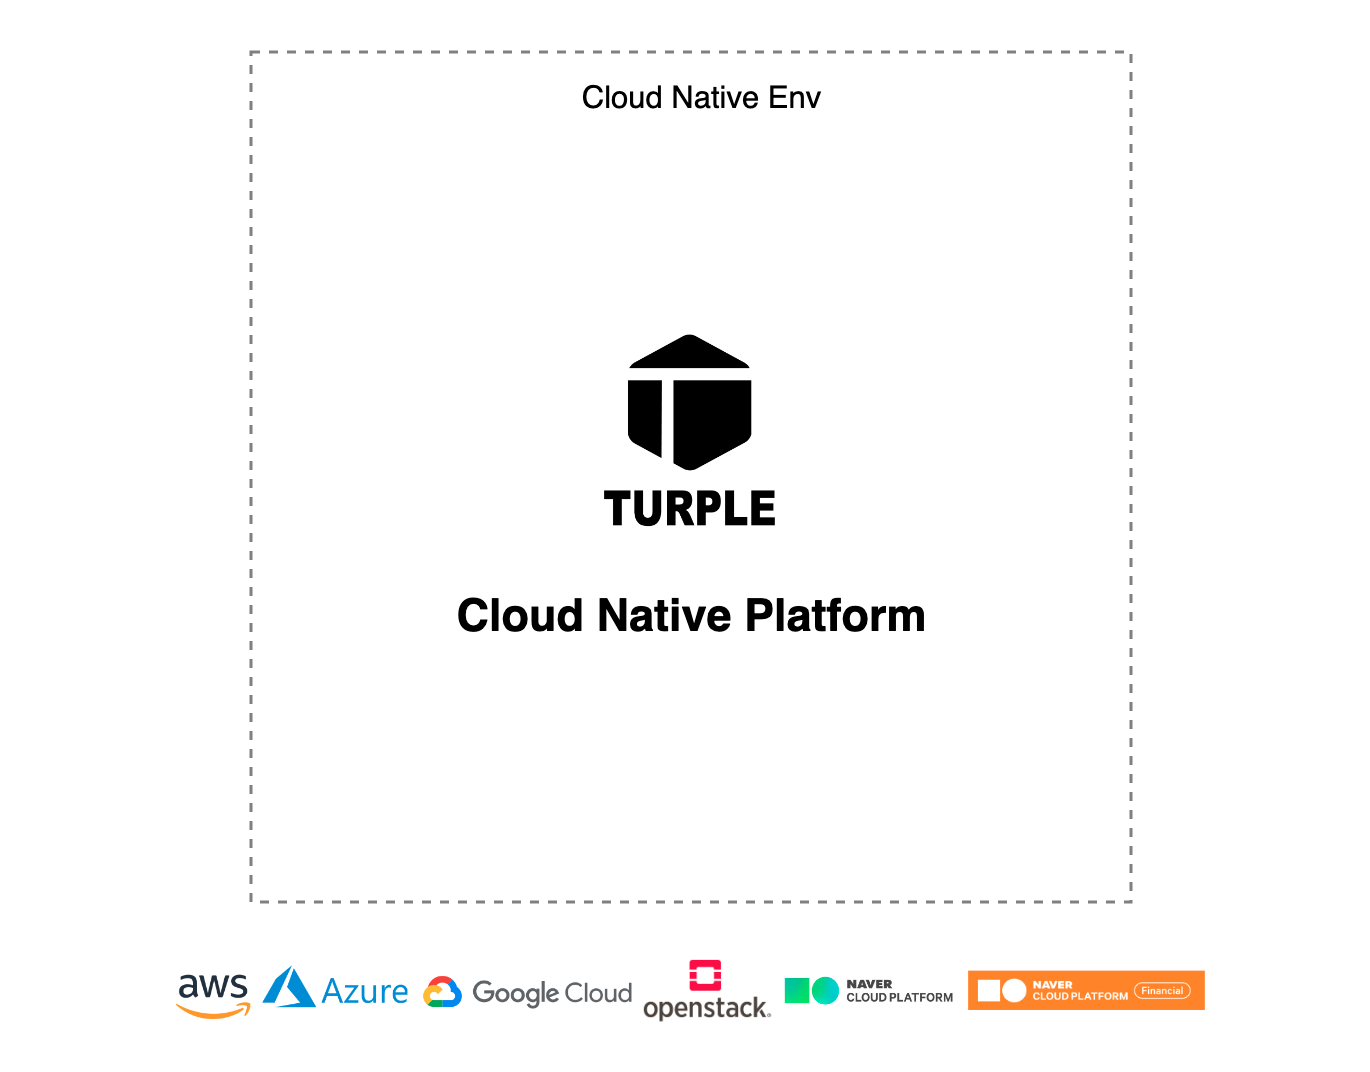 Cloud Native Env
TURPLE
Cloud Native Platform
aws
Azure
Google Cloud
openstack®
NAVER
CLOUD PLATFORM
NAVER
CLOUD PLATFORM
Financial